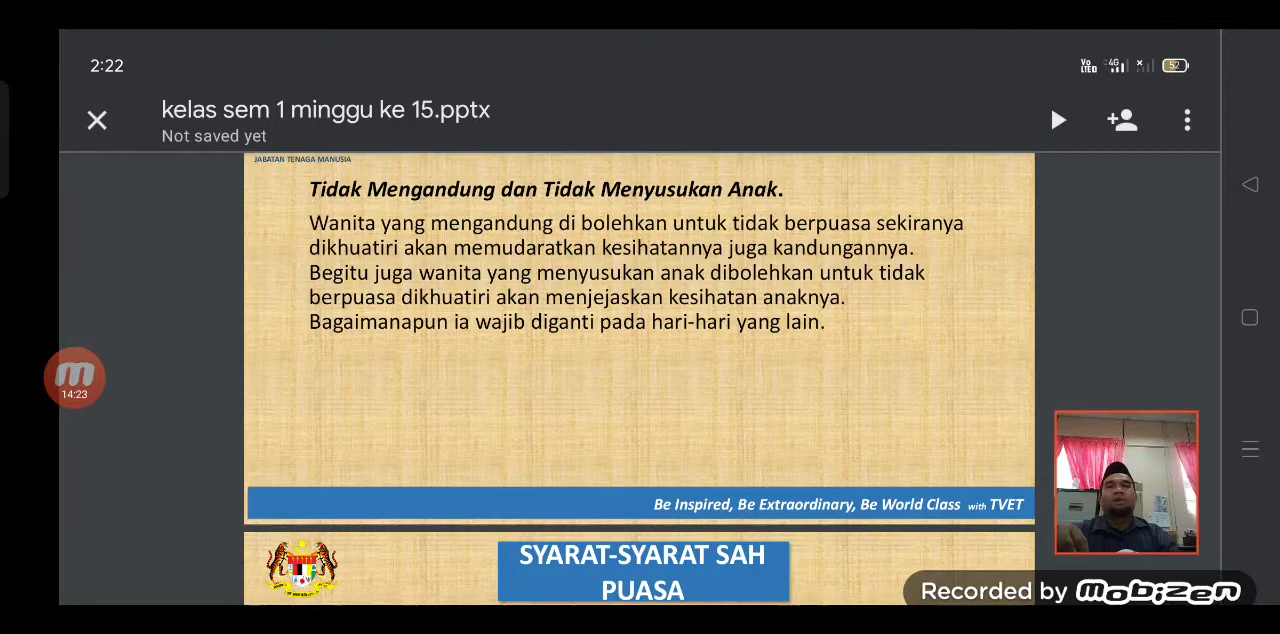 2:22
Vo
LTED
4G
52
kelas sem 1 minggu ke 15.pptx
Not saved yet
JABATAN TENAGA MANUSIA
Tidak Mengandung dan Tidak Menyusukan Anak.
Wanita yang mengandung di bolehkan untuk tidak berpuasa sekiranya
dikhuatiri akan memudaratkan kesihatannya juga kandungannya.
Begitu juga wanita yang menyusukan anak dibolehkan untuk tidak
berpuasa dikhuatiri akan menjejaskan kesihatan anaknya.
Bagaimanapun ia wajib diganti pada hari-hari yang lain.
m
14:23
Be Inspired, Be Extraordinary, Be World Class with TVET
SYARAT-SYARAT SAH
PUASA
Recorded by mobizen